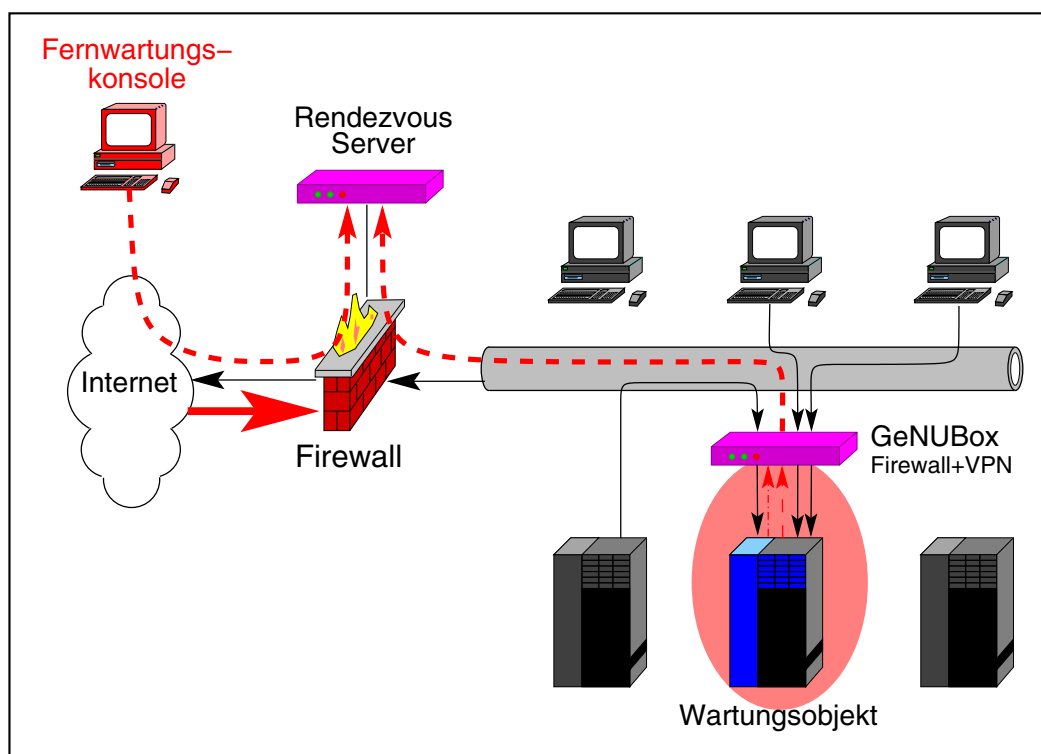 Fernwartungs–
konsole
Rendezvous
Server
Internet
Firewall
GeNUBox
Firewall+VPN
Wartungsobjekt